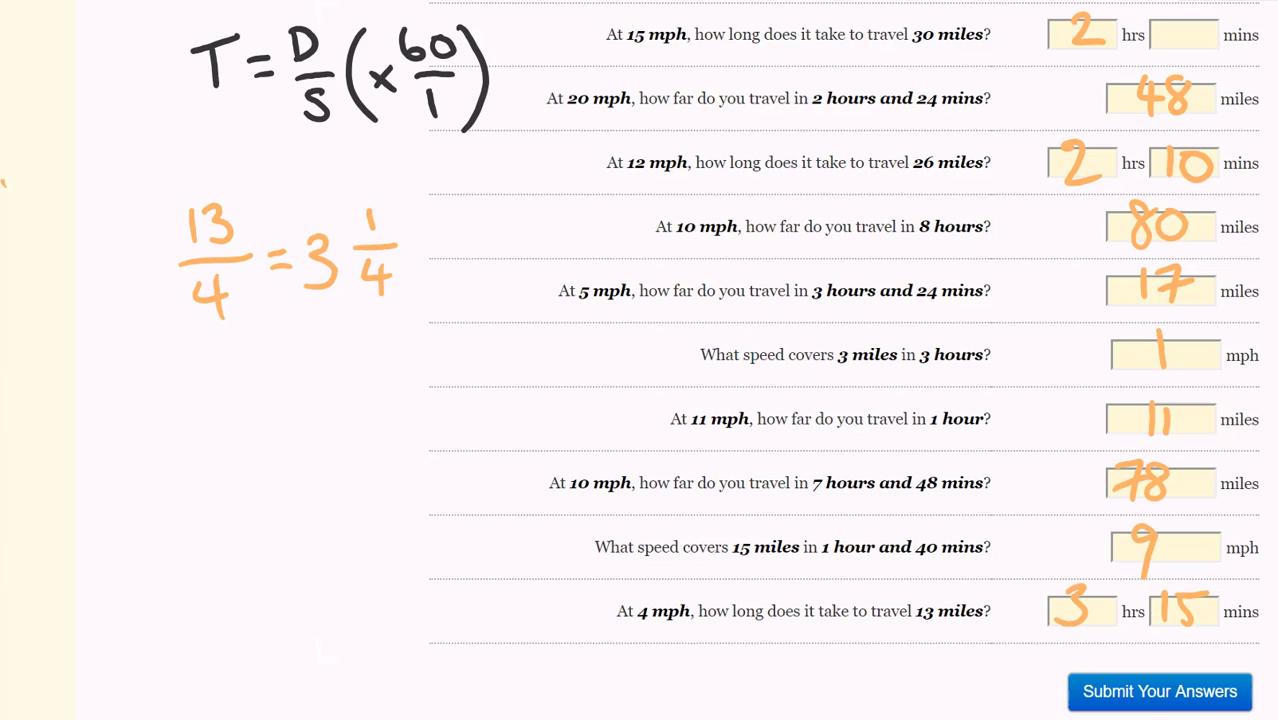 T = D/S (× 60/1)
13/4 = 3 1/4
At 15 mph, how long does it take to travel 30 miles? 2 hrs mins
At 20 mph, how far do you travel in 2 hours and 24 mins? 48 miles
At 12 mph, how long does it take to travel 26 miles? 2 hrs 10 mins
At 10 mph, how far do you travel in 8 hours? 80 miles
At 5 mph, how far do you travel in 3 hours and 24 mins? 17 miles
What speed covers 3 miles in 3 hours? 1 mph
At 11 mph, how far do you travel in 1 hour? 11 miles
At 10 mph, how far do you travel in 7 hours and 48 mins? 78 miles
What speed covers 15 miles in 1 hour and 40 mins? 9 mph
At 4 mph, how long does it take to travel 13 miles? 3 hrs 15 mins
Submit Your Answers